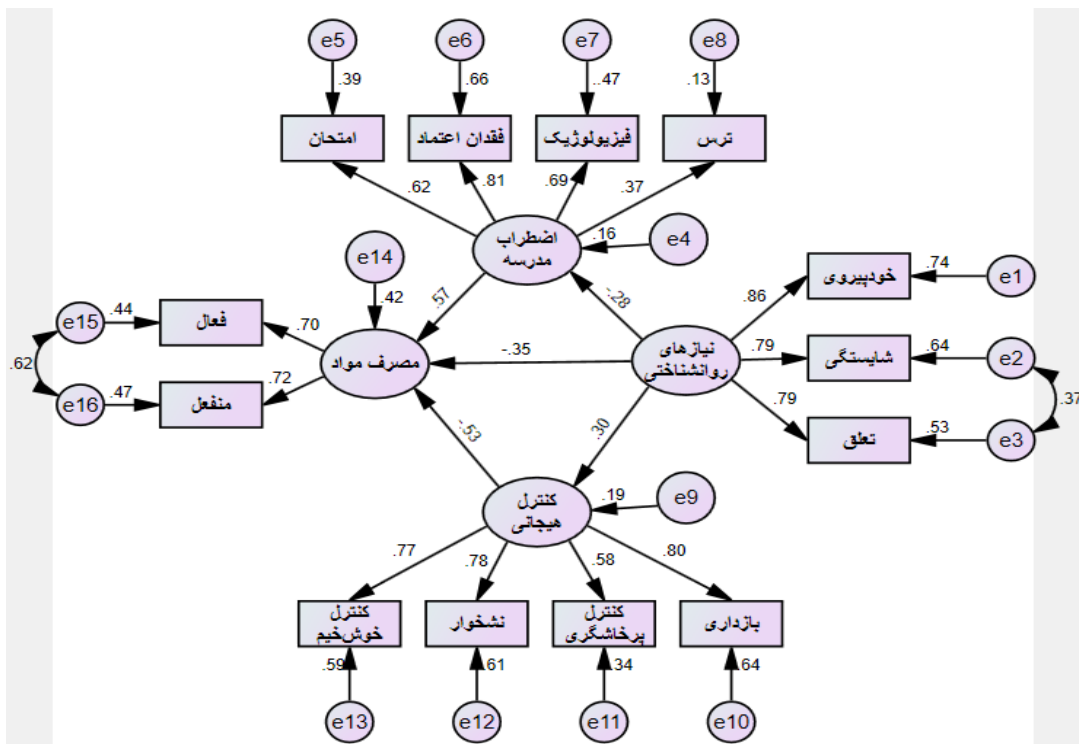 e5
e6
e7
e8
.39
.66
..47
.13
امتحان
فقدان اعتماد
فیزیولوژیک
ترس
.62
.81
.69
.37
اضطراب
مدرسه
.16
e4
e14
.42
.57
-.28
خودپیروی
.74
e1
.86
e15
.44
فعال
.70
.62
مصرف مواد
-.35
نیازهای
روانشناختی
.79
شایستگی
.64
e2
e16
.47
منفعل
.72
.79
.37
تعلق
.53
e3
-.53
.30
کنترل
هیجانی
.19
e9
.77
.78
.58
.80
کنترل
خوش‌خیم
نشخوار
کنترل
پرخاشگری
بازداری
.59
.61
.34
.64
e13
e12
e11
e10